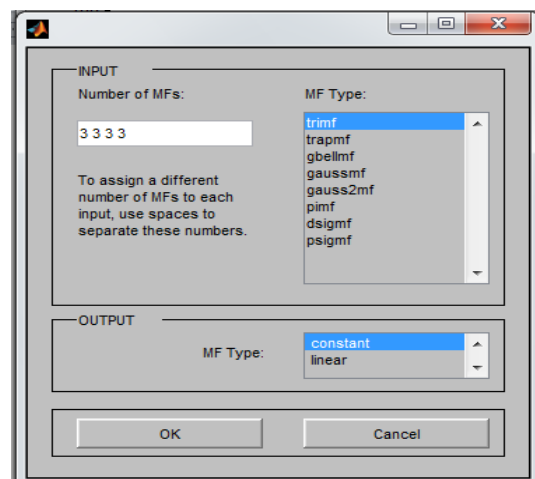 INPUT
Number of MFs:
3 3 3 3
To assign a different
number of MFs to each
input, use spaces to
separate these numbers.
MF Type:
trimf
trapmf
gbellmf
gaussmf
gauss2mf
pimf
dsigmf
psigmf
OUTPUT
MF Type:
constant
linear
OK
Cancel